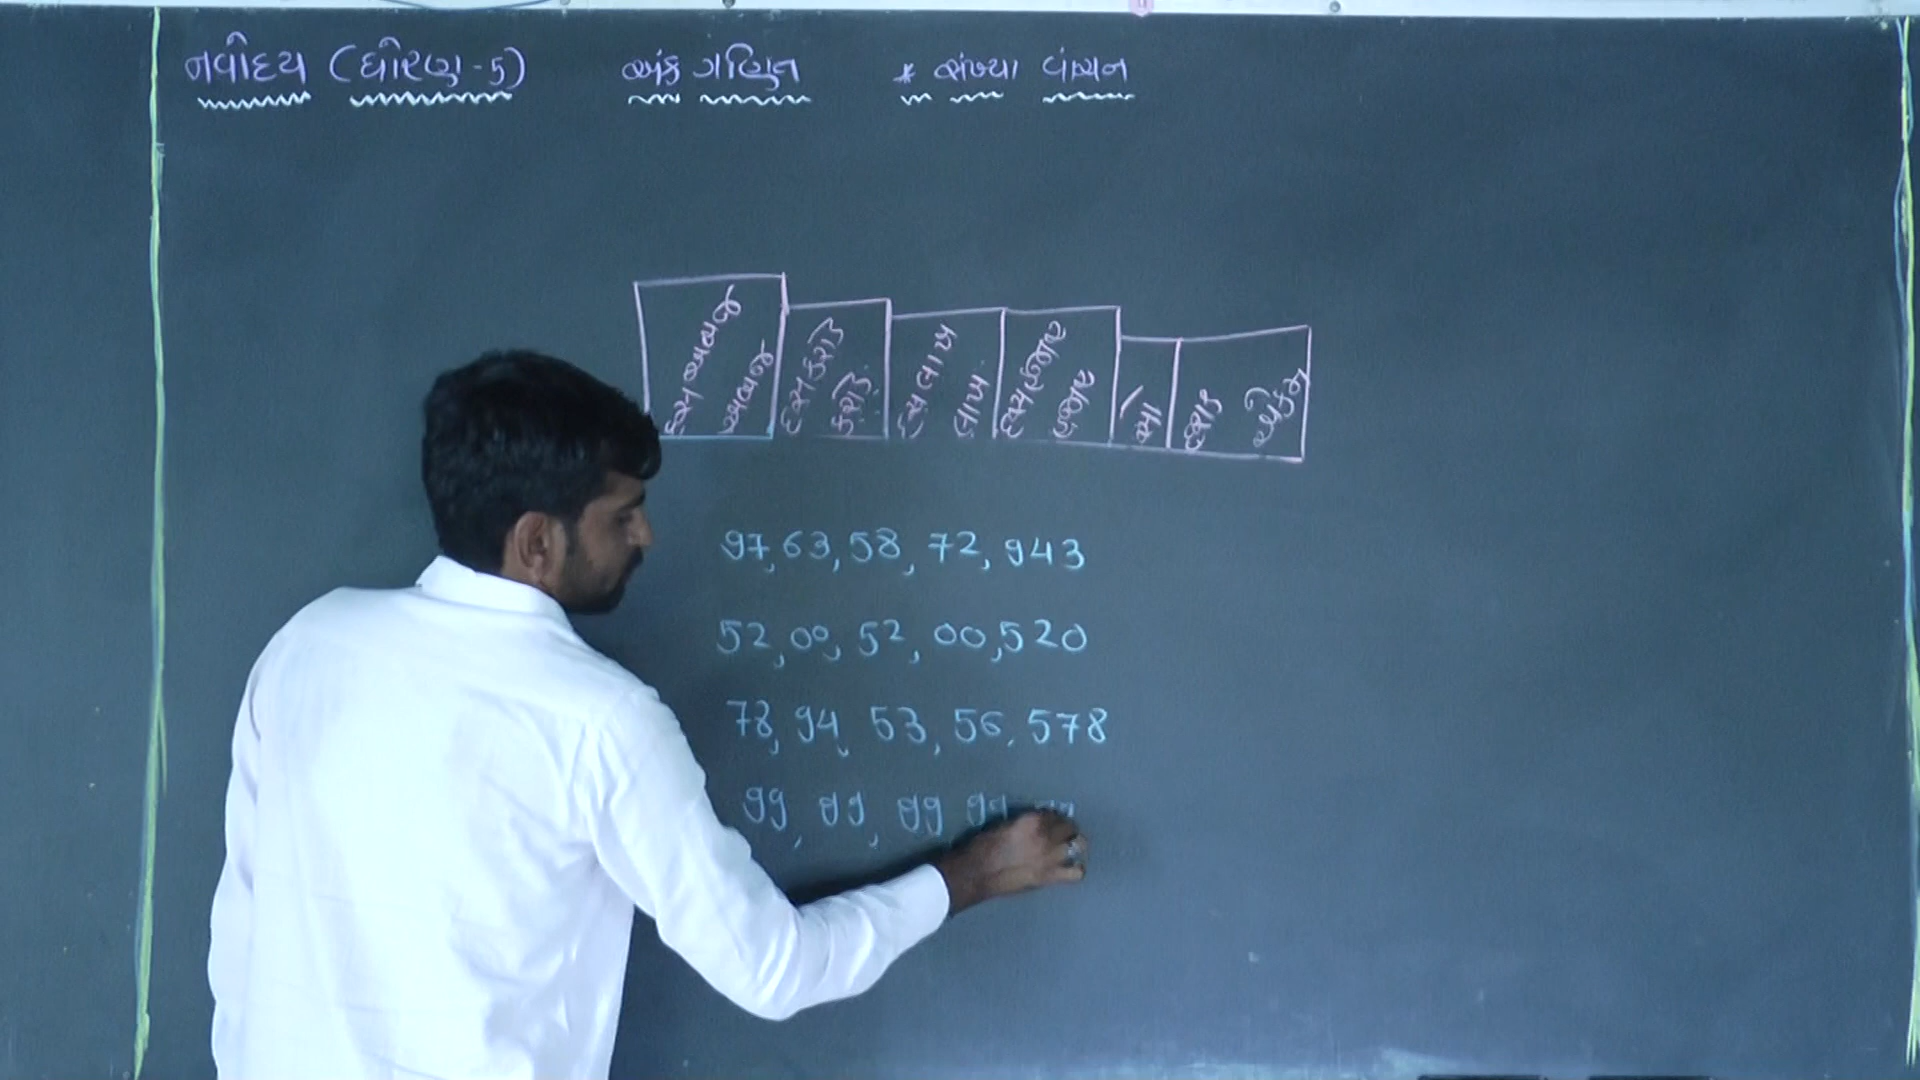 નવોદય (ધોરણ-5) અંક ગણિત * સંખ્યા વાંચન
દસ અબજ અબજ દસ કરોડ કરોડ દસ લાખ લાખ દસ હજાર હજાર સો દશક એકમ
97,63,58,72,943
52,00,52,00,520
78,94,53,56,578
99,99,99